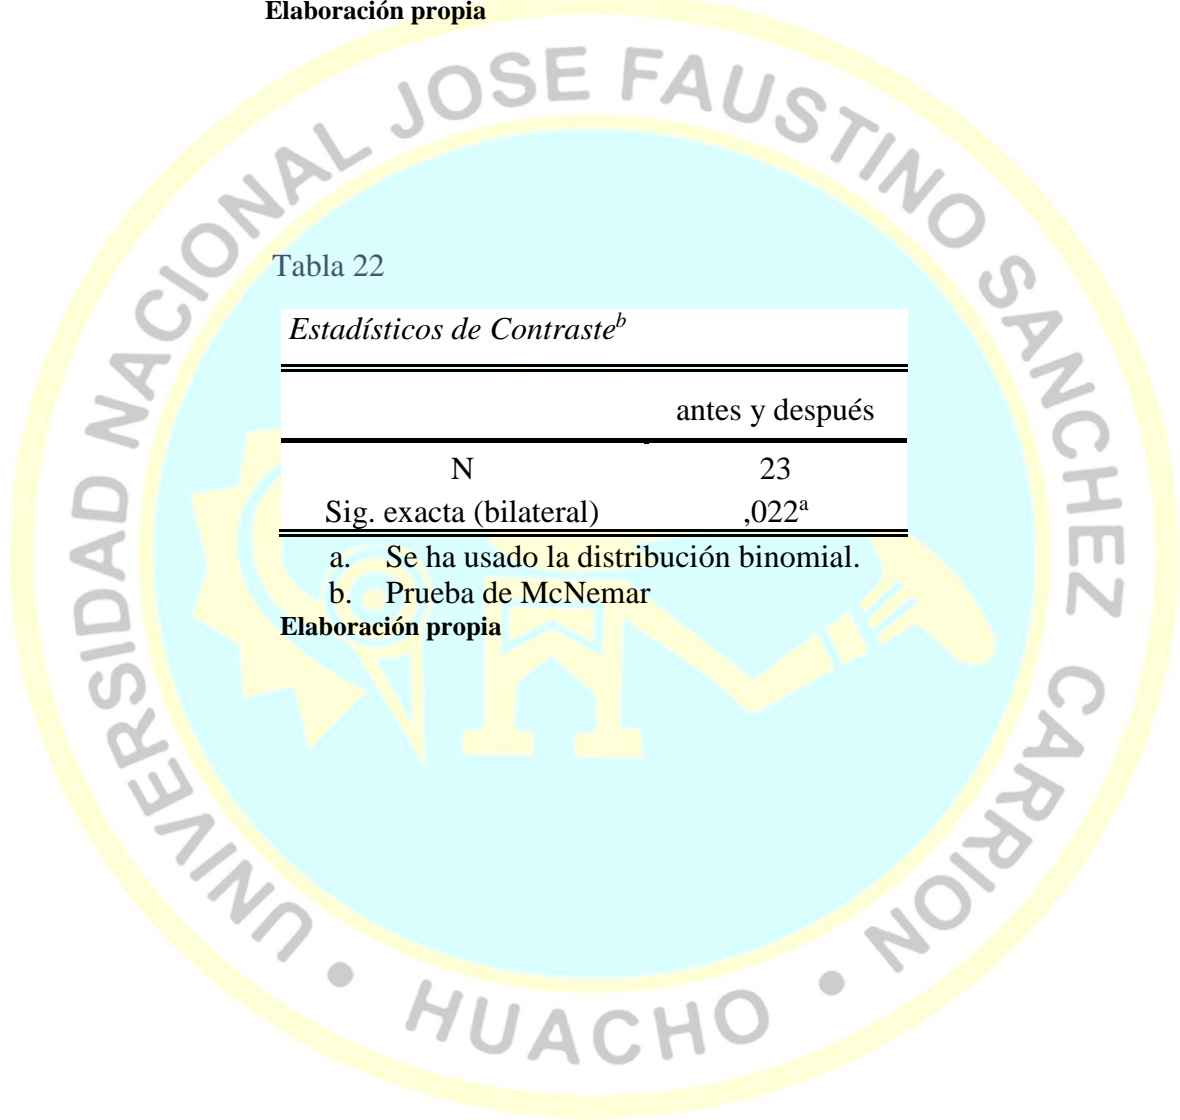 Elaboración propia
UNIVERSIDAD NACIONAL JOSE FAUSTINO SANCHEZ CARRION • HUACHO •
Tabla 22
Estadísticos de Contraste^b
antes y después
N 23
Sig. exacta (bilateral) ,022^a
a. Se ha usado la distribución binomial.
b. Prueba de McNemar
Elaboración propia